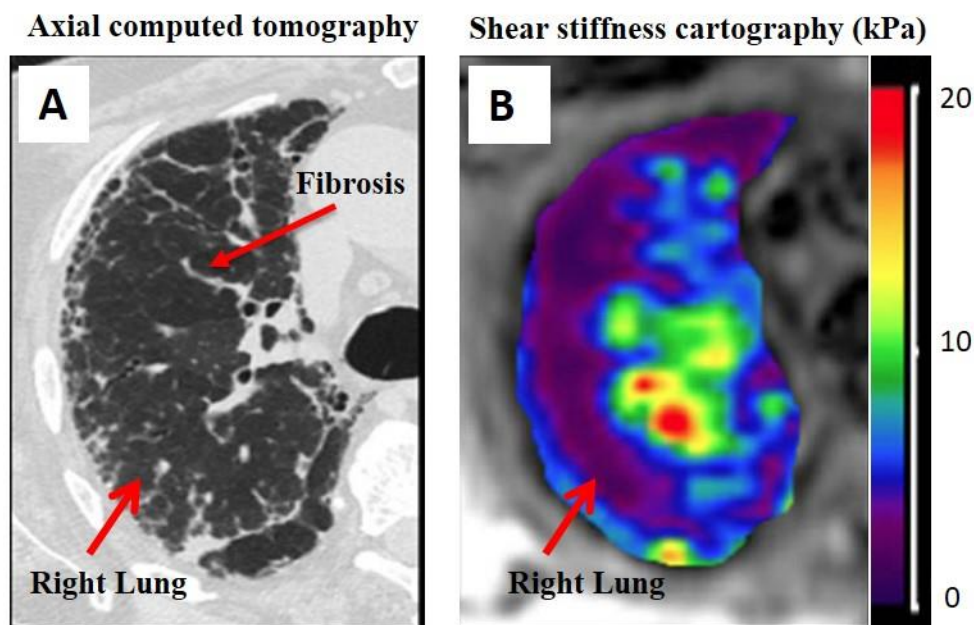 Axial computed tomography
Shear stiffness cartography (kPa)
A
Fibrosis
Right Lung
B
Right Lung
20
10
0